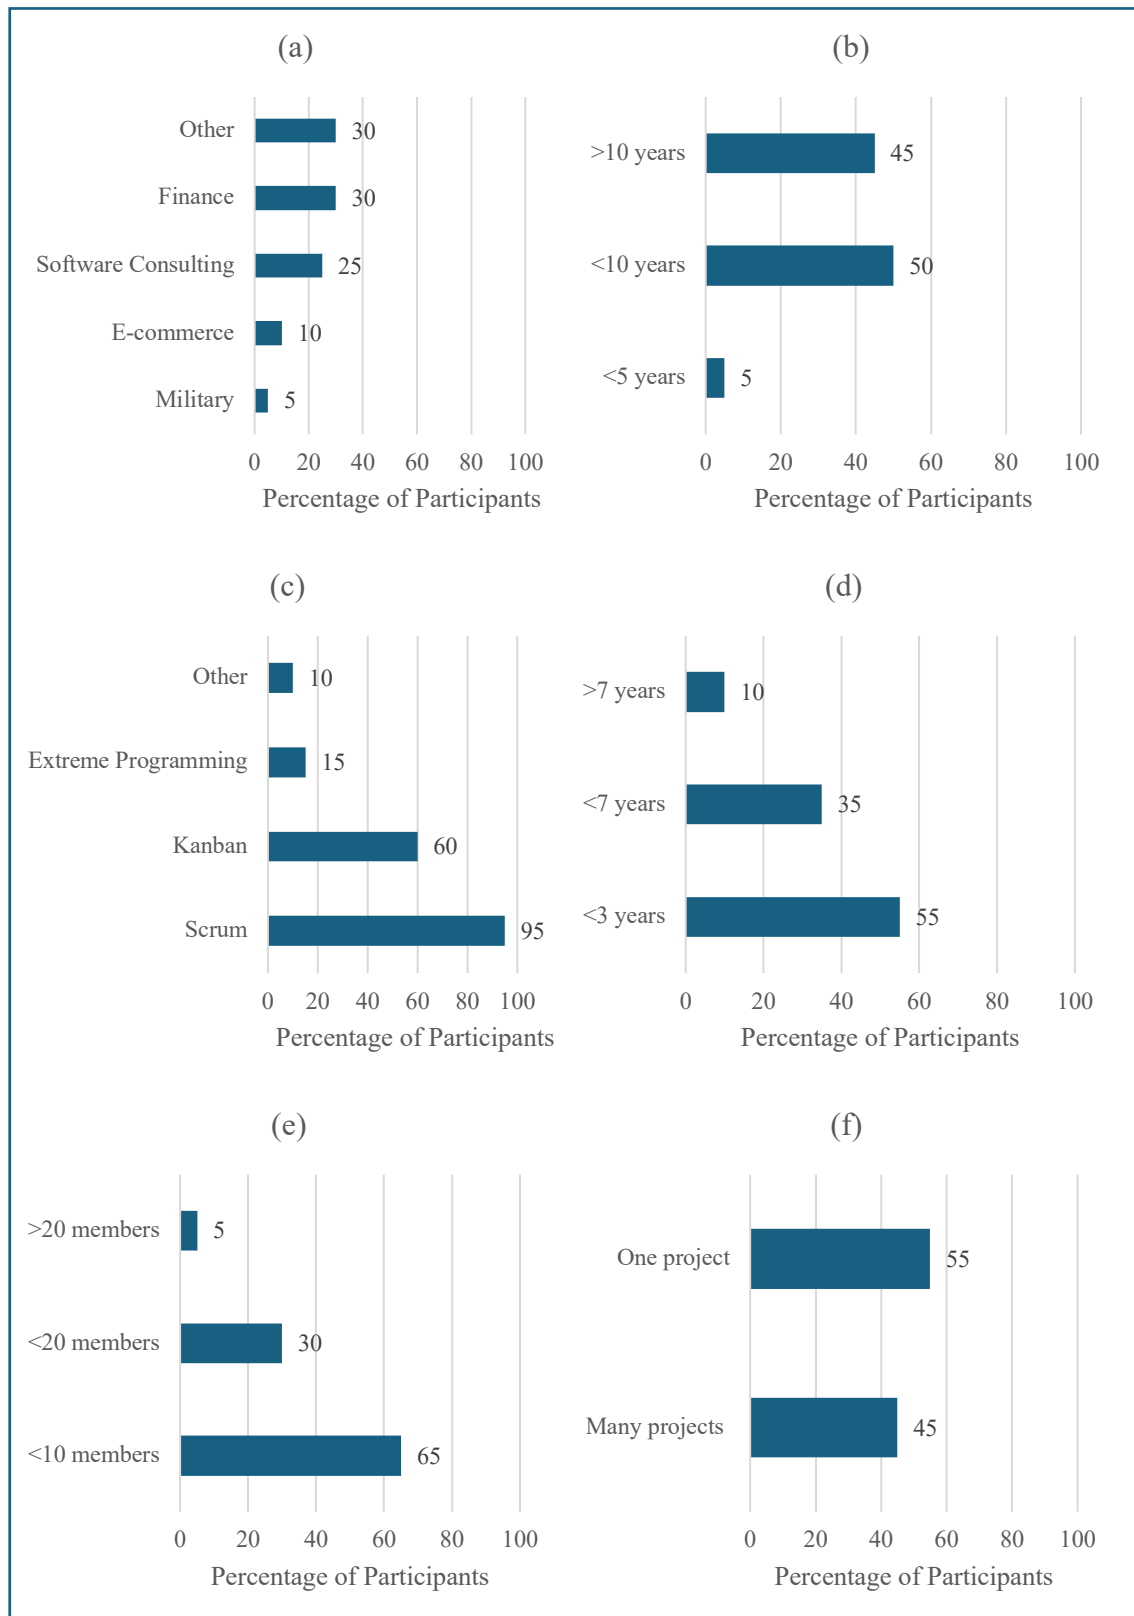 (a)
Other 30
Finance 30
Software Consulting 25
E-commerce 10
Military 5
0 20 40 60 80 100
Percentage of Participants
(b)
>10 years 45
<10 years 50
<5 years 5
0 20 40 60 80 100
Percentage of Participants
(c)
Other 10
Extreme Programming 15
Kanban 60
Scrum 95
0 20 40 60 80 100
Percentage of Participants
(d)
>7 years 10
<7 years 35
<3 years 55
0 20 40 60 80 100
Percentage of Participants
(e)
>20 members 5
<20 members 30
<10 members 65
0 20 40 60 80 100
Percentage of Participants
(f)
One project 55
Many projects 45
0 20 40 60 80 100
Percentage of Participants